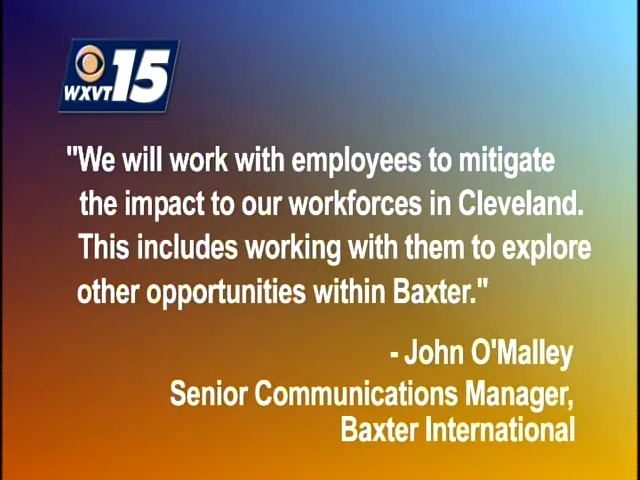 WXVT 15
"We will work with employees to mitigate
the impact to our workforces in Cleveland.
This includes working with them to explore
other opportunities within Baxter."
- John O'Malley
Senior Communications Manager,
Baxter International